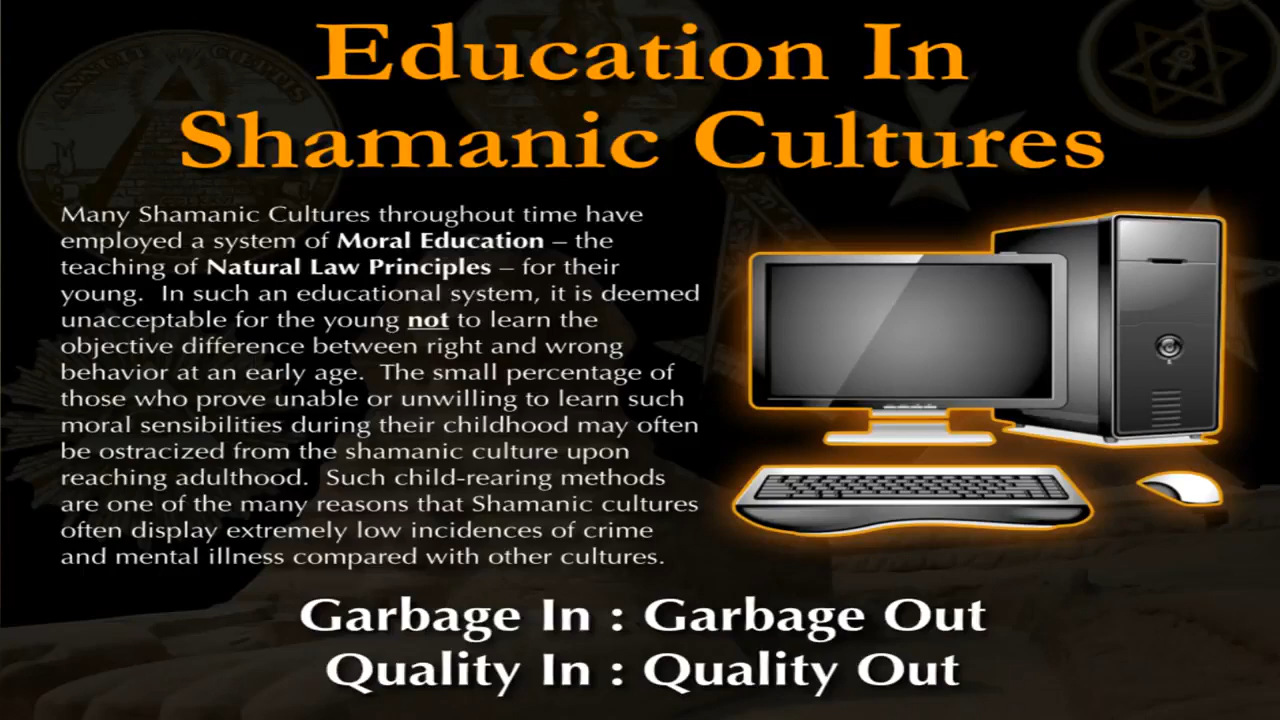 Education In
Shamanic Cultures
ANNUIT CŒPTIS
Many Shamanic Cultures throughout time have
employed a system of Moral Education – the
teaching of Natural Law Principles – for their
young.  In such an educational system, it is deemed
unacceptable for the young not to learn the
objective difference between right and wrong
behavior at an early age.  The small percentage of
those who prove unable or unwilling to learn such
moral sensibilities during their childhood may often
be ostracized from the shamanic culture upon
reaching adulthood.  Such child-rearing methods
are one of the many reasons that Shamanic cultures
often display extremely low incidences of crime
and mental illness compared with other cultures.
Garbage In : Garbage Out
Quality In : Quality Out